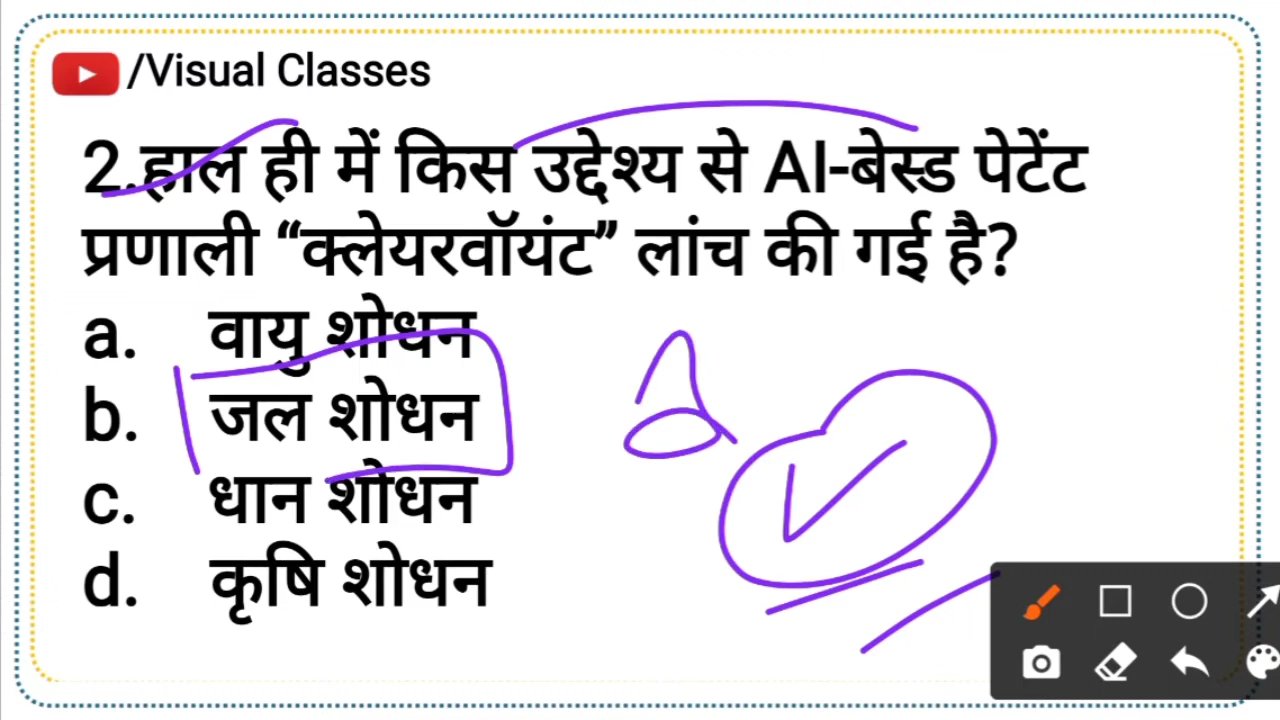 /Visual Classes
2.हाल ही में किस उद्देश्य से AI-बेस्ड पेटेंट
प्रणाली “क्लेयरवॉयंट” लांच की गई है?
a. वायु शोधन
b. जल शोधन
c. धान शोधन
d. कृषि शोधन